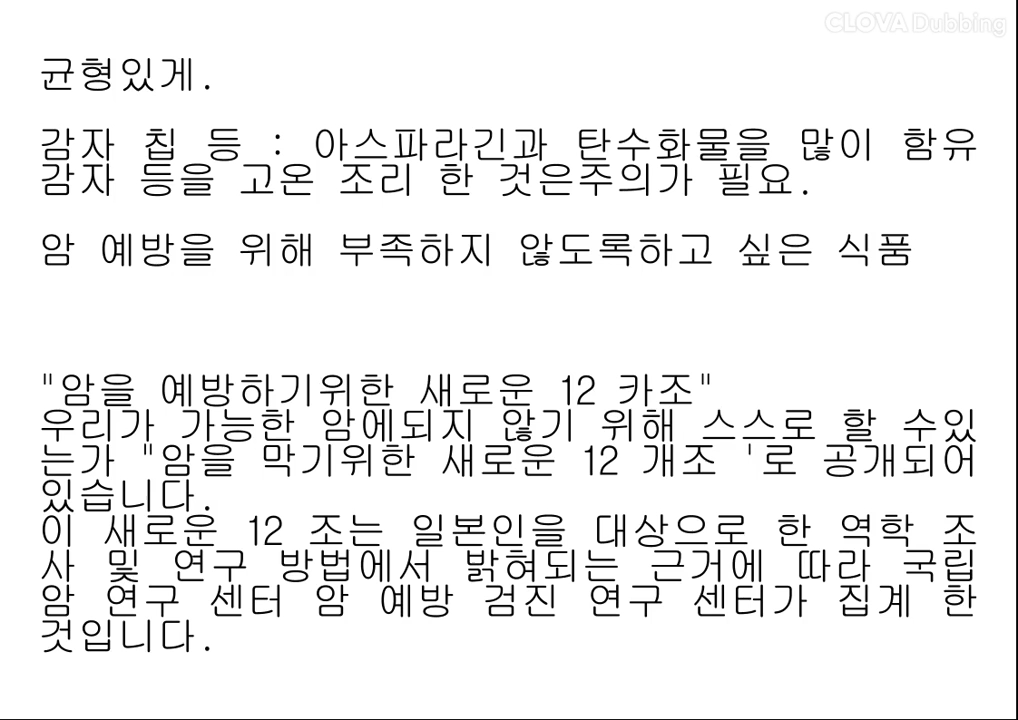 CLOVA Dubbing
균형있게.
감자 칩 등 : 아스파라긴과 탄수화물을 많이 함유
감자 등을 고온 조리 한 것은주의가 필요.
암 예방을 위해 부족하지 않도록하고 싶은 식품
"암을 예방하기위한 새로운 12 카조"
우리가 가능한 암에되지 않기 위해 스스로 할 수있
는가 "암을 막기위한 새로운 12 개조 '로 공개되어
있습니다.
이 새로운 12 조는 일본인을 대상으로 한 역학 조
사 및 연구 방법에서 밝혀되는 근거에 따라 국립
암 연구 센터 암 예방 검진 연구 센터가 집계 한
것입니다.